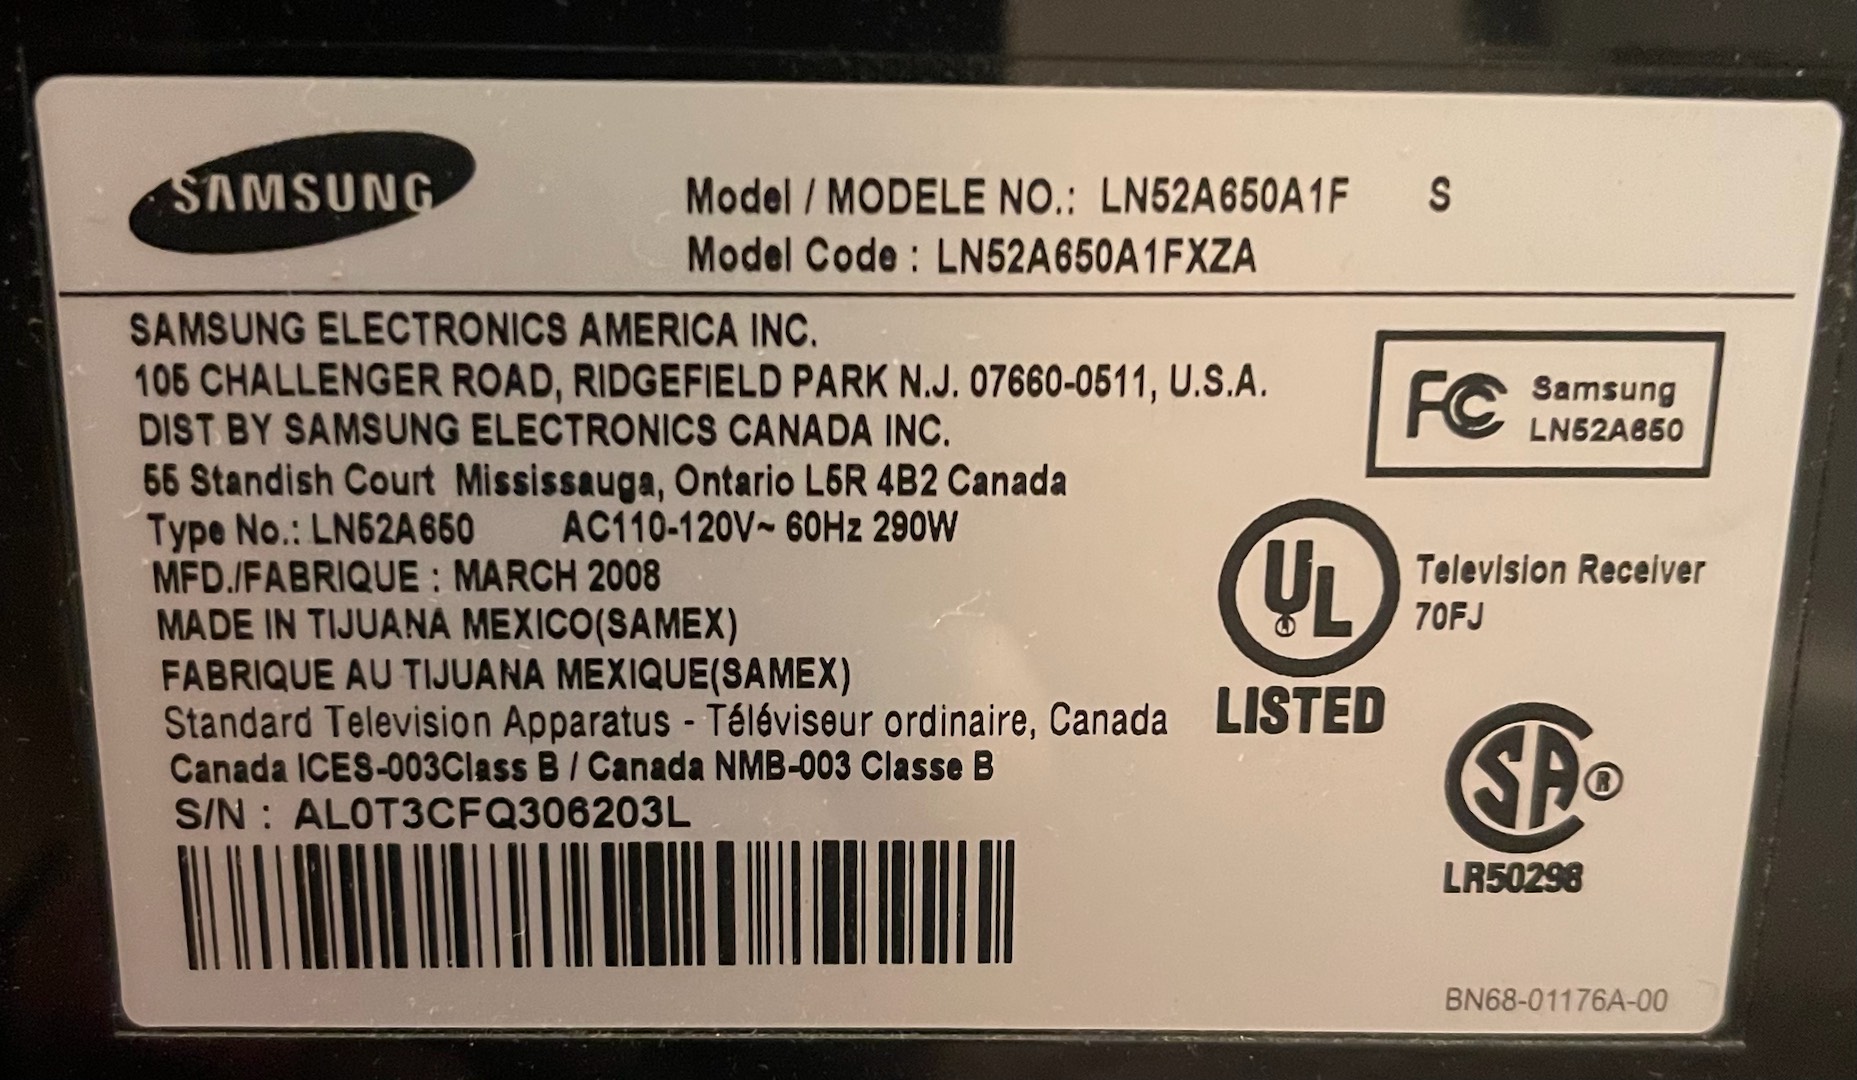 SAMSUNG
Model / MODELE NO.: LN52A650A1F S
Model Code : LN52A650A1FXZA
SAMSUNG ELECTRONICS AMERICA INC.
105 CHALLENGER ROAD, RIDGEFIELD PARK N.J. 07660-0511, U.S.A.
DIST. BY SAMSUNG ELECTRONICS CANADA INC.
55 Standish Court Mississauga, Ontario L5R 4B2 Canada
Type No.: LN52A650 AC110-120V~ 60Hz 290W
MFD./FABRIQUE : MARCH 2008
MADE IN TIJUANA MEXICO(SAMEX)
FABRIQUE AU TIJUANA MEXIQUE(SAMEX)
Standard Television Apparatus - Téléviseur ordinaire, Canada
Canada ICES-003Class B / Canada NMB-003 Classe B
S/N : AL0T3CFQ306203L
FC Samsung
LN52A650
UL Television Receiver
70FJ
LISTED
SA®
LR50298
BN68-01176A-00